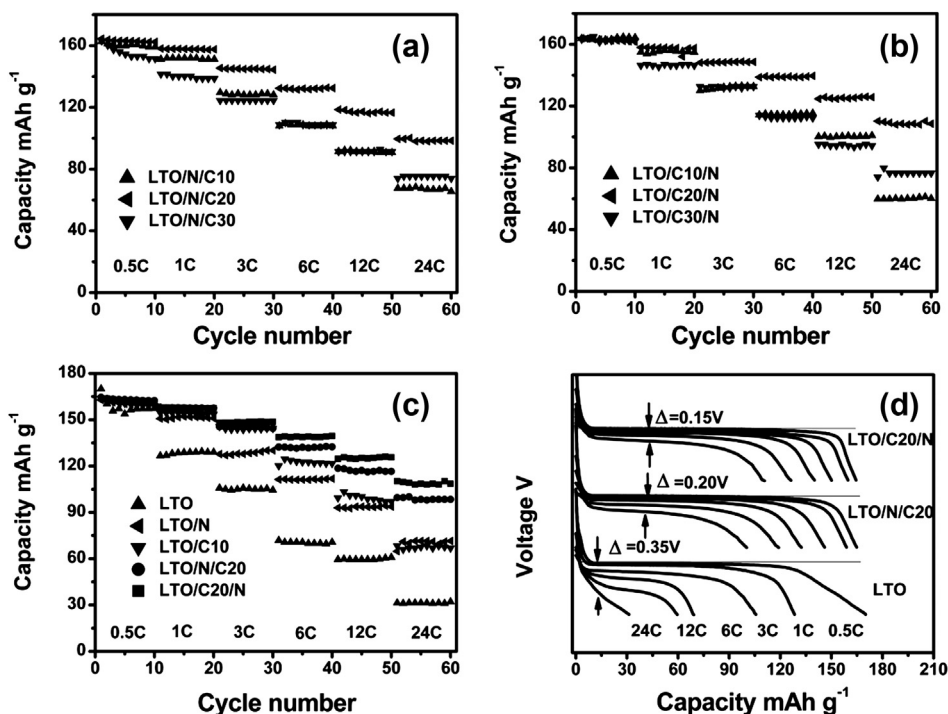 (a)
Capacity mAh g-1
160
120
80
40
0
LTO/N/C10
LTO/N/C20
LTO/N/C30
0.5C 1C 3C 6C 12C 24C
0 10 20 30 40 50 60
Cycle number
(b)
Capacity mAh g-1
160
120
80
40
0
LTO/C10/N
LTO/C20/N
LTO/C30/N
0.5C 1C 3C 6C 12C 24C
0 10 20 30 40 50 60
Cycle number
(c)
Capacity mAh g-1
180
150
120
90
60
30
0
LTO
LTO/N
LTO/C10
LTO/N/C20
LTO/C20/N
0.5C 1C 3C 6C 12C 24C
0 10 20 30 40 50 60
Cycle number
(d)
Voltage V
Δ=0.15V
LTO/C20/N
Δ=0.20V
LTO/N/C20
Δ=0.35V
LTO
24C 12C 6C 3C 1C 0.5C
0 30 60 90 120 150 180 210
Capacity mAh g-1